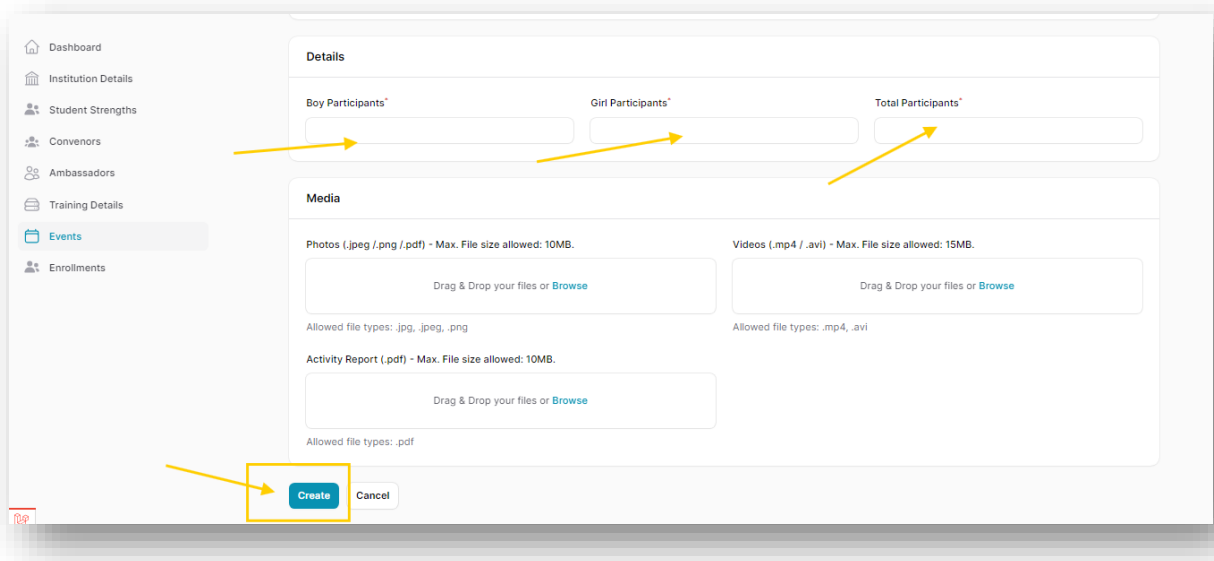 Dashboard
Institution Details
Student Strengths
Convenors
Ambassadors
Training Details
Events
Enrollments
Details
Boy Participants* Girl Participants* Total Participants*
Media
Photos (.jpeg /.png /.pdf) - Max. File size allowed: 10MB. Videos (.mp4 / .avi) - Max. File size allowed: 15MB.
Drag & Drop your files or Browse Drag & Drop your files or Browse
Allowed file types: .jpg, .jpeg, .png Allowed file types: .mp4, .avi
Activity Report (.pdf) - Max. File size allowed: 10MB.
Drag & Drop your files or Browse
Allowed file types: .pdf
Create Cancel